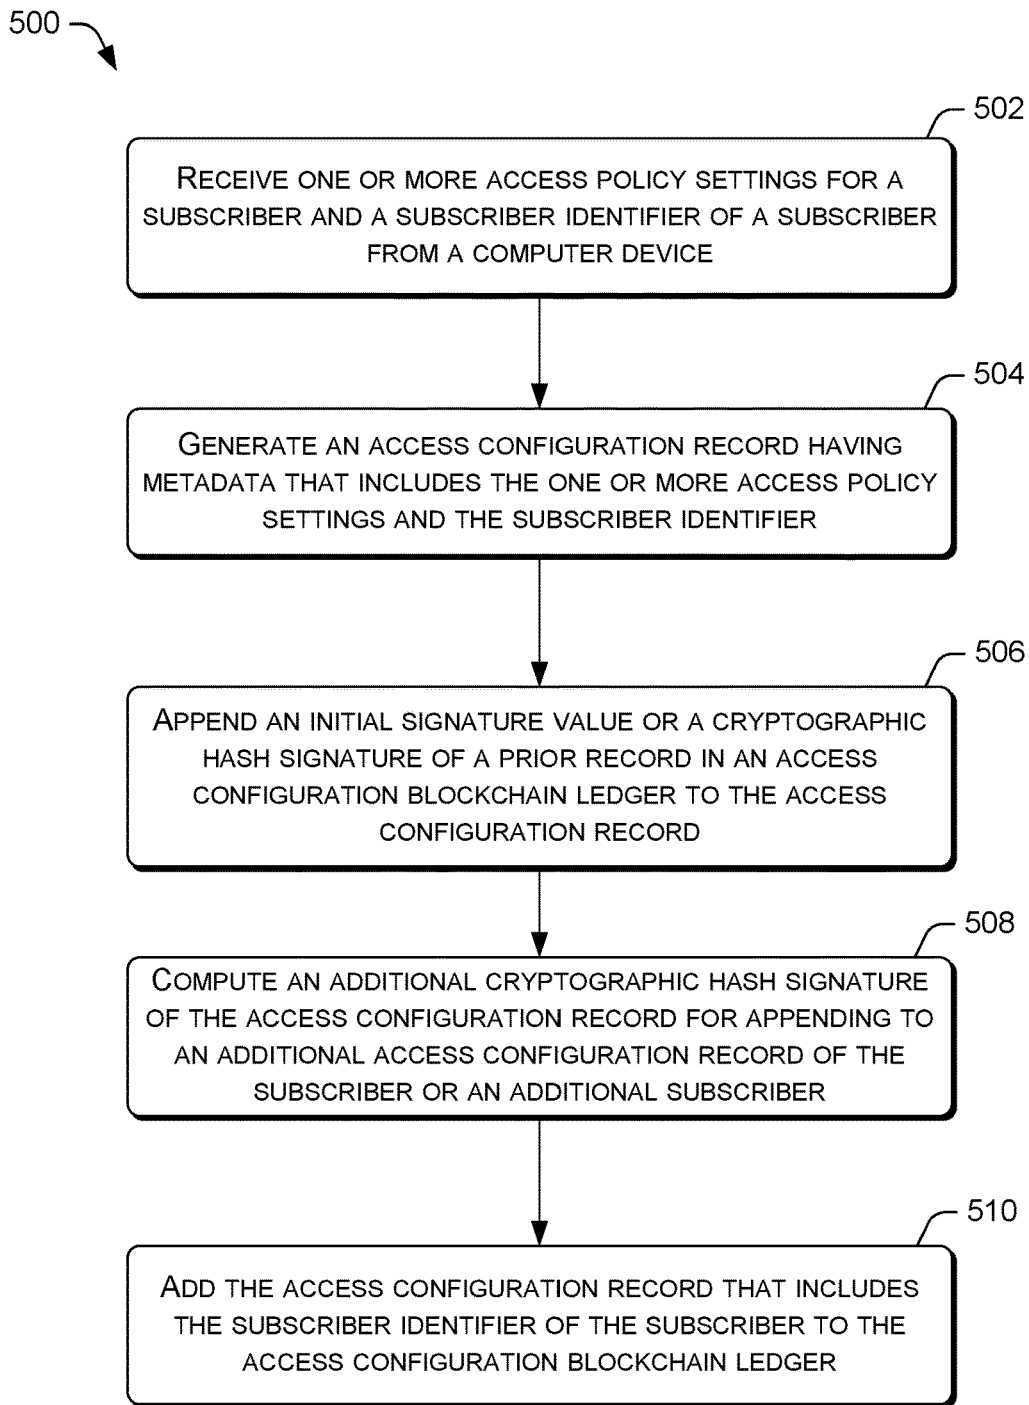 500
502
RECEIVE ONE OR MORE ACCESS POLICY SETTINGS FOR A
SUBSCRIBER AND A SUBSCRIBER IDENTIFIER OF A SUBSCRIBER
FROM A COMPUTER DEVICE
504
GENERATE AN ACCESS CONFIGURATION RECORD HAVING
METADATA THAT INCLUDES THE ONE OR MORE ACCESS POLICY
SETTINGS AND THE SUBSCRIBER IDENTIFIER
506
APPEND AN INITIAL SIGNATURE VALUE OR A CRYPTOGRAPHIC
HASH SIGNATURE OF A PRIOR RECORD IN AN ACCESS
CONFIGURATION BLOCKCHAIN LEDGER TO THE ACCESS
CONFIGURATION RECORD
508
COMPUTE AN ADDITIONAL CRYPTOGRAPHIC HASH SIGNATURE
OF THE ACCESS CONFIGURATION RECORD FOR APPENDING TO
AN ADDITIONAL ACCESS CONFIGURATION RECORD OF THE
SUBSCRIBER OR AN ADDITIONAL SUBSCRIBER
510
ADD THE ACCESS CONFIGURATION RECORD THAT INCLUDES
THE SUBSCRIBER IDENTIFIER OF THE SUBSCRIBER TO THE
ACCESS CONFIGURATION BLOCKCHAIN LEDGER